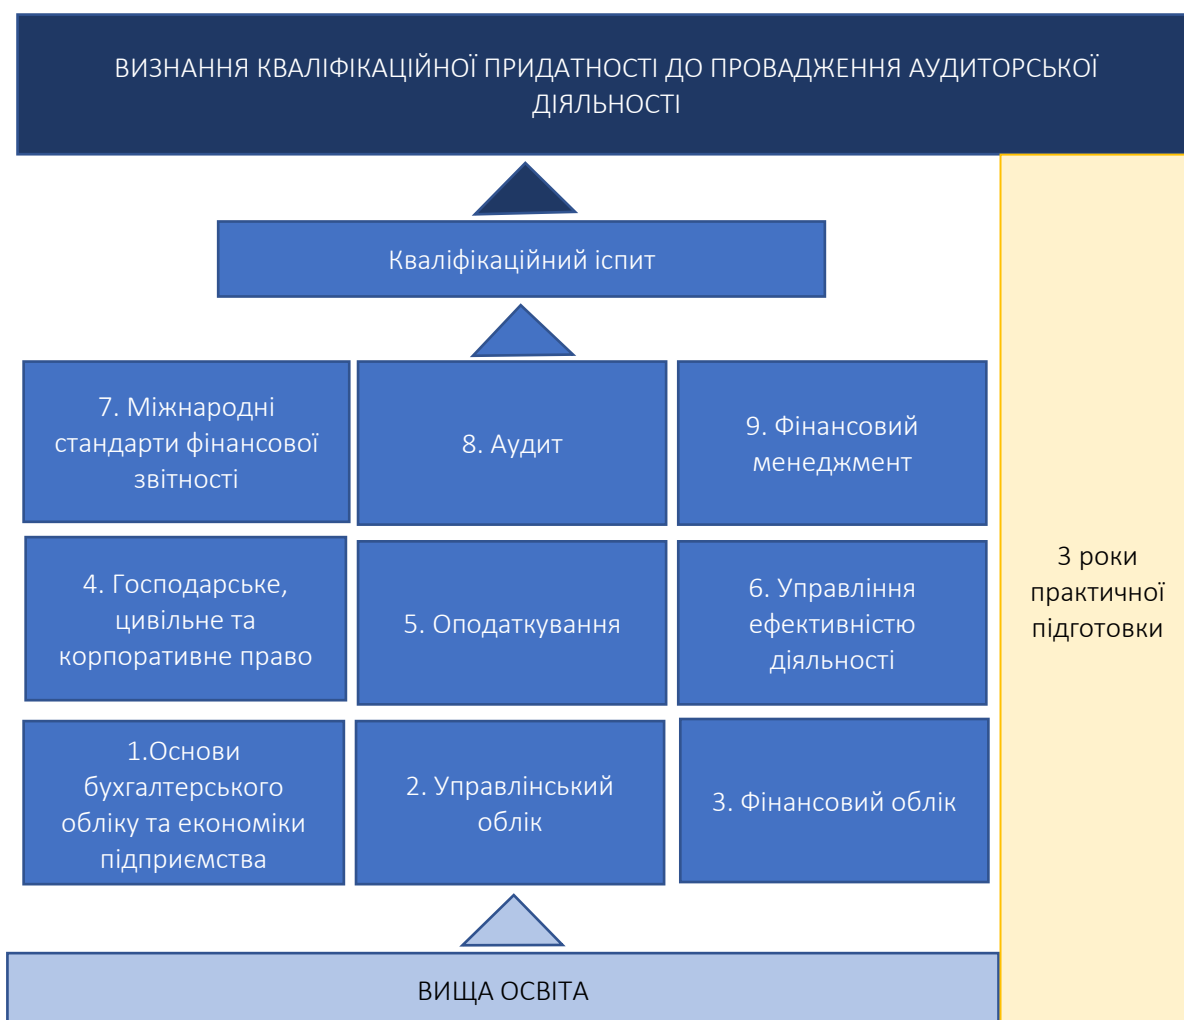 ВИЗНАННЯ КВАЛІФІКАЦІЙНОЇ ПРИДАТНОСТІ ДО ПРОВАДЖЕННЯ АУДИТОРСЬКОЇ
ДІЯЛЬНОСТІ
Кваліфікаційний іспит
7. Міжнародні
стандарти фінансової
звітності
8. Аудит
9. Фінансовий
менеджмент
4. Господарське,
цивільне та
корпоративне право
5. Оподаткування
6. Управління
ефективністю
діяльності
1.Основи
бухгалтерського
обліку та економіки
підприємства
2. Управлінський
облік
3. Фінансовий облік
3 роки
практичної
підготовки
ВИЩА ОСВІТА